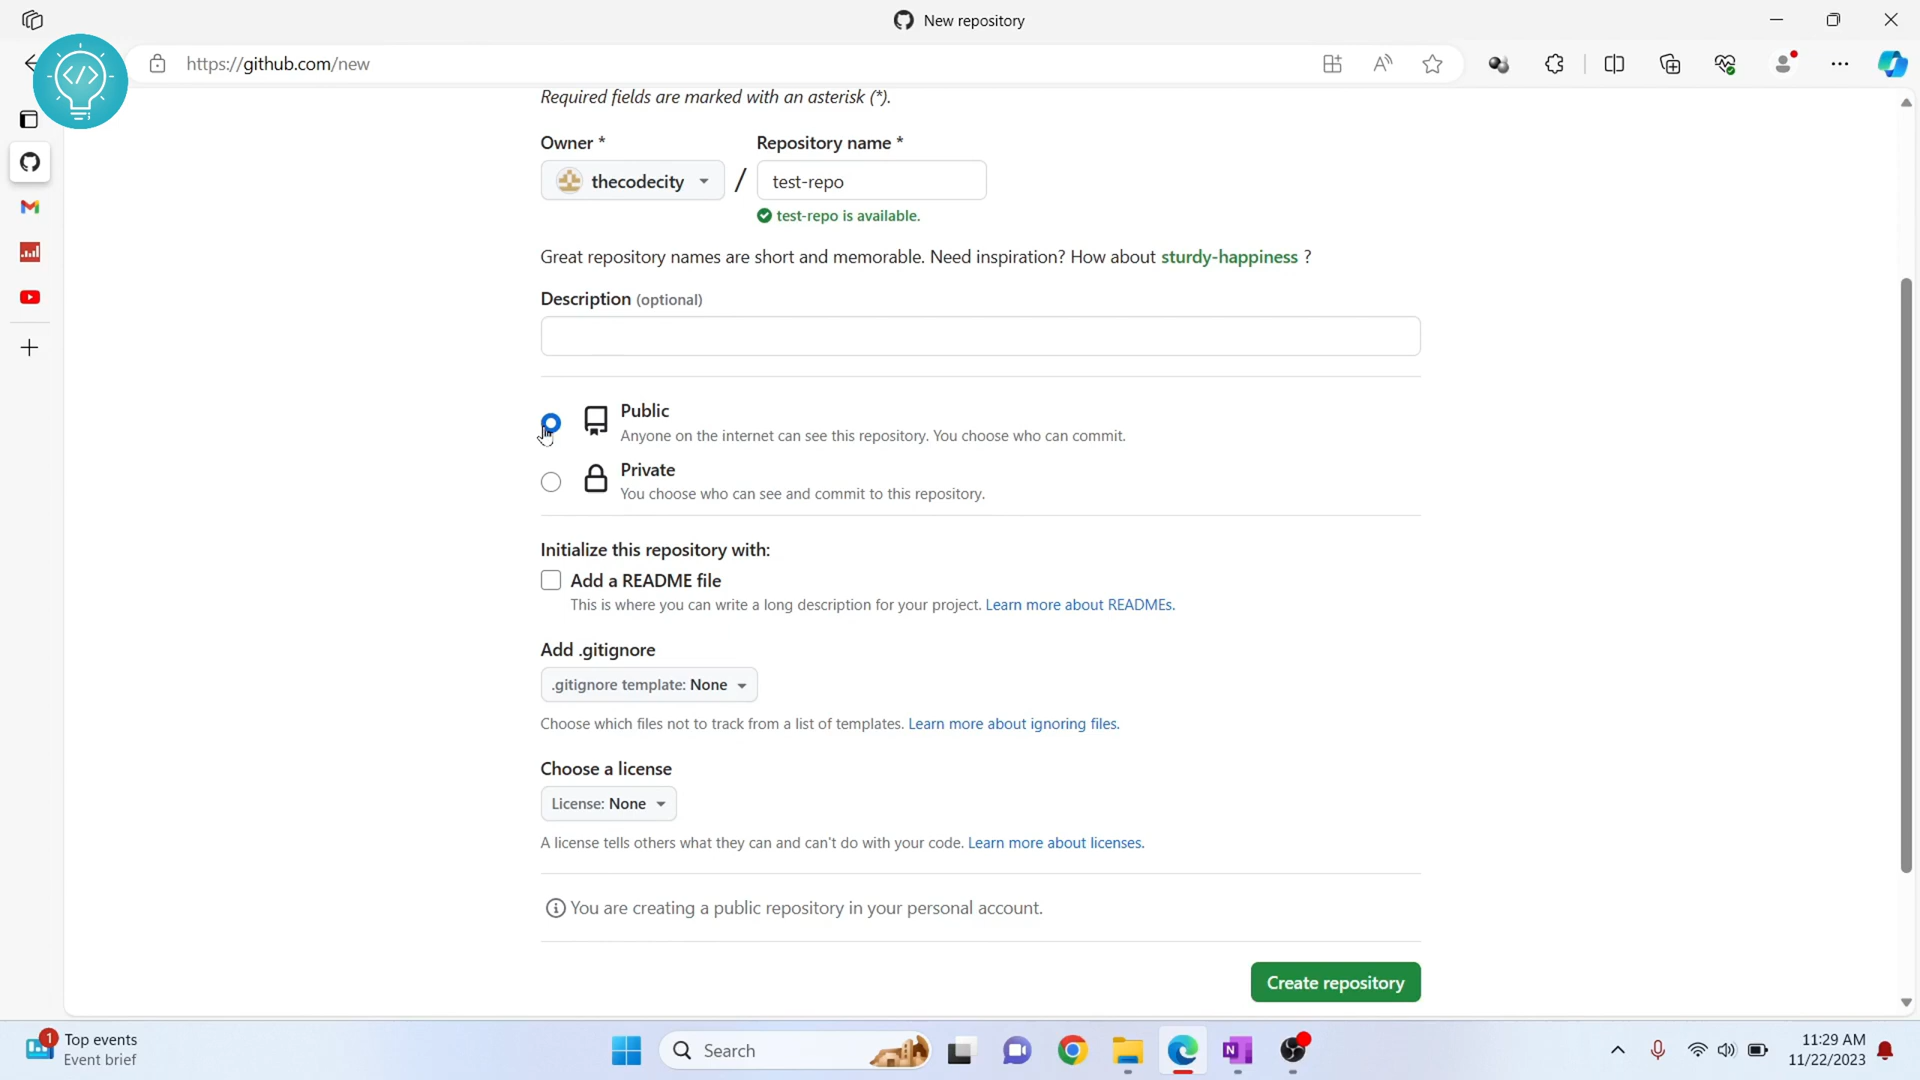 New repository
https://github.com/new
Required fields are marked with an asterisk (*).
Owner *
Repository name *
thecodecity
/
test-repo
test-repo is available.
Great repository names are short and memorable. Need inspiration? How about sturdy-happiness ?
Description (optional)
Public
Anyone on the internet can see this repository. You choose who can commit.
Private
You choose who can see and commit to this repository.
Initialize this repository with:
Add a README file
This is where you can write a long description for your project. Learn more about READMEs.
Add .gitignore
.gitignore template: None
Choose which files not to track from a list of templates. Learn more about ignoring files.
Choose a license
License: None
A license tells others what they can and can't do with your code. Learn more about licenses.
You are creating a public repository in your personal account.
Create repository
1
Top events
Event brief
Search
N
11:29 AM
11/22/2023